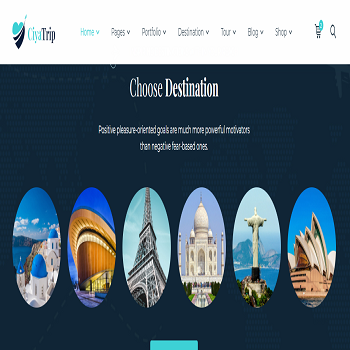 CiyaTrip
Home Pages Portfolio Destination Tour Blog Shop
Choose Destination
Positive pleasure-oriented goals are much more powerful motivators
than negative fear-based ones.